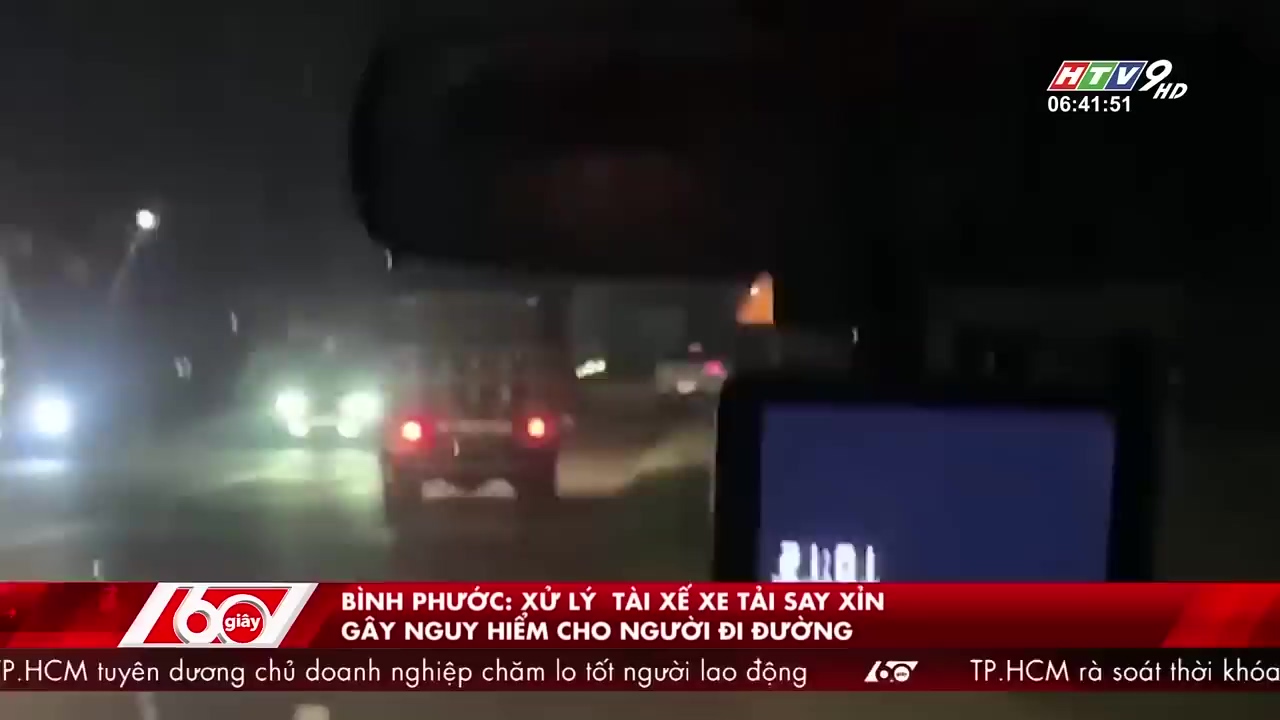 HTV9 HD
06:41:51
60 giây
BÌNH PHƯỚC: XỬ LÝ TÀI XẾ XE TẢI SAY XỈN
GÂY NGUY HIỂM CHO NGƯỜI ĐI ĐƯỜNG
TP.HCM tuyên dương chủ doanh nghiệp chăm lo tốt người lao động
60 giây
TP.HCM rà soát thời khóa